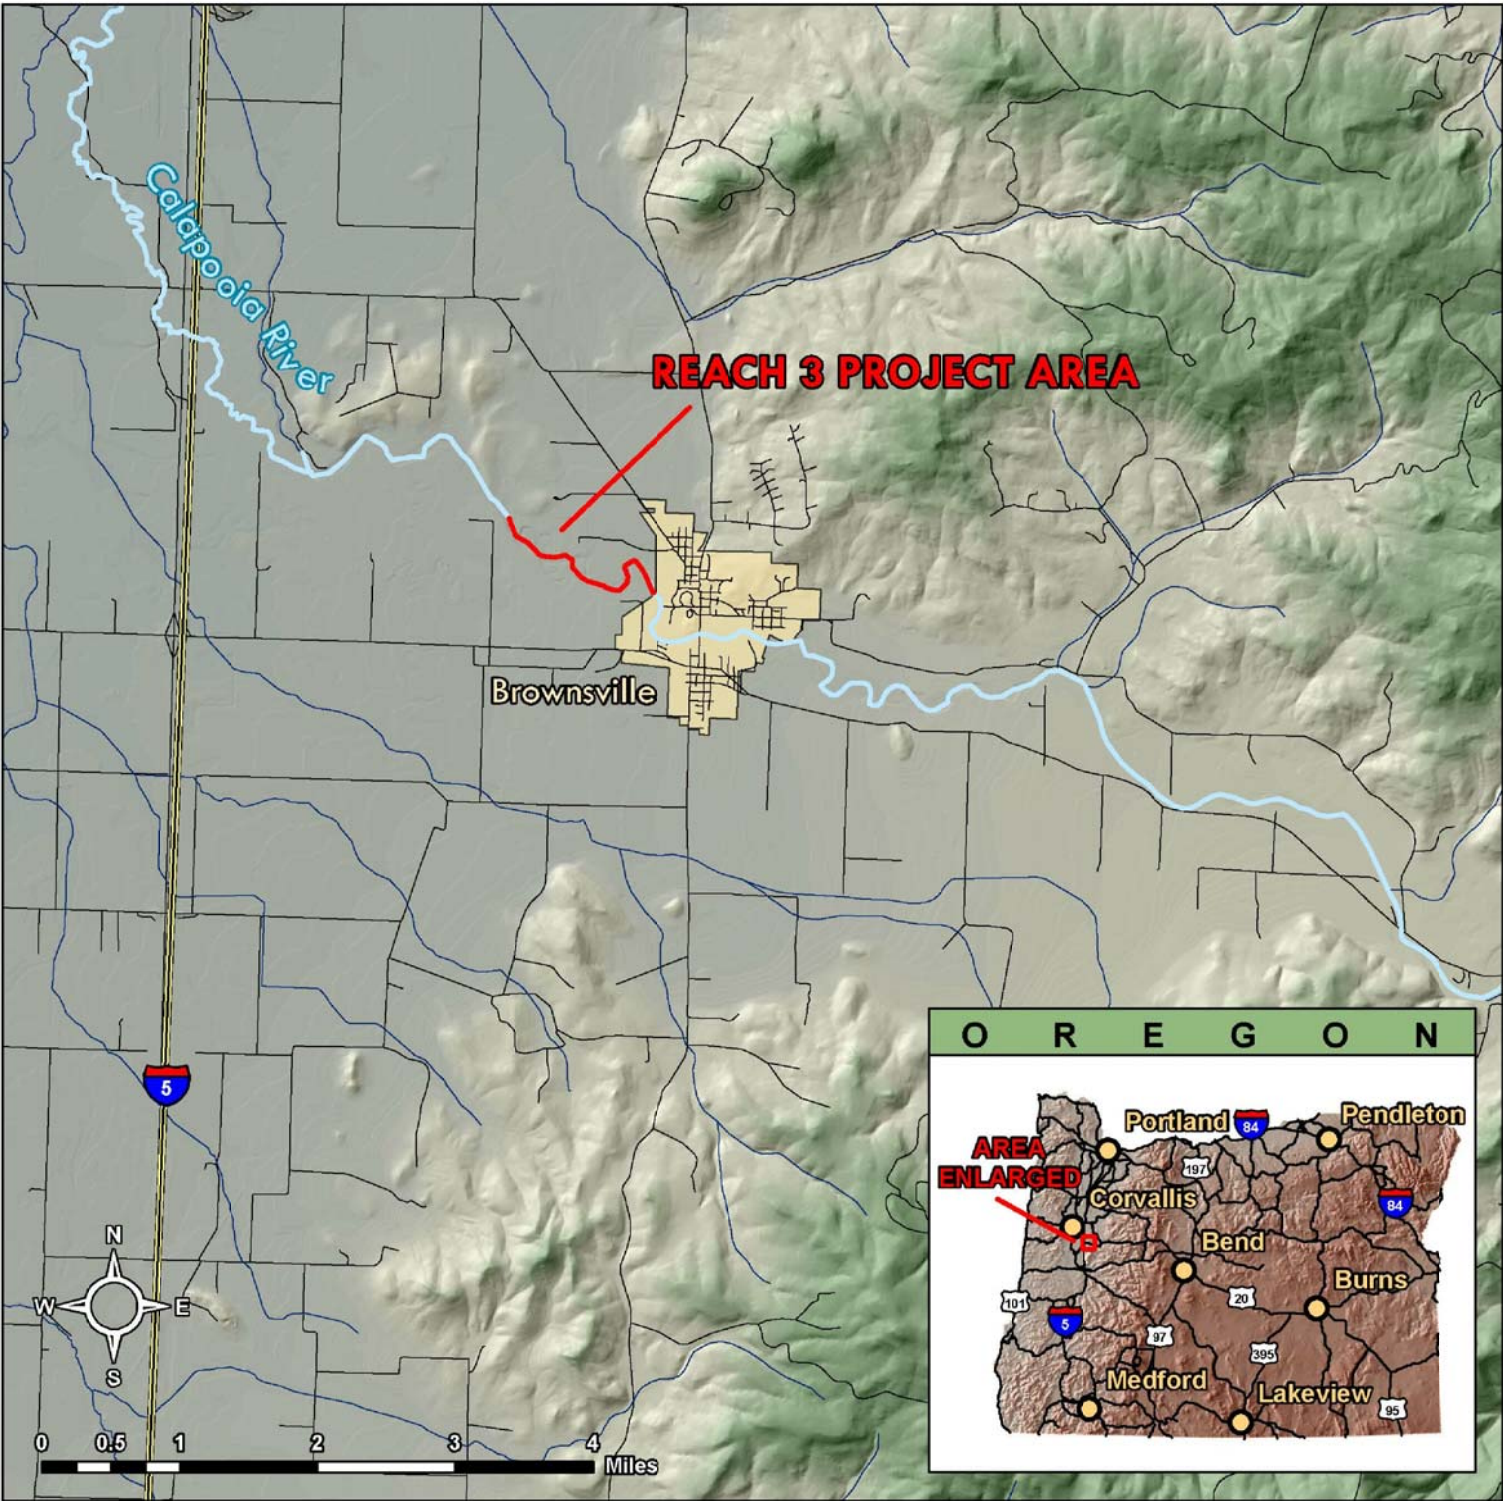 Calapooia River
REACH 3 PROJECT AREA
Brownsville
5
N
W E
S
0 0.5 1 2 3 4
Miles
OREGON
Portland
84
Pendleton
AREA
ENLARGED
197
Corvallis
84
Bend
Burns
101
20
5
97
395
Medford
Lakeview
95